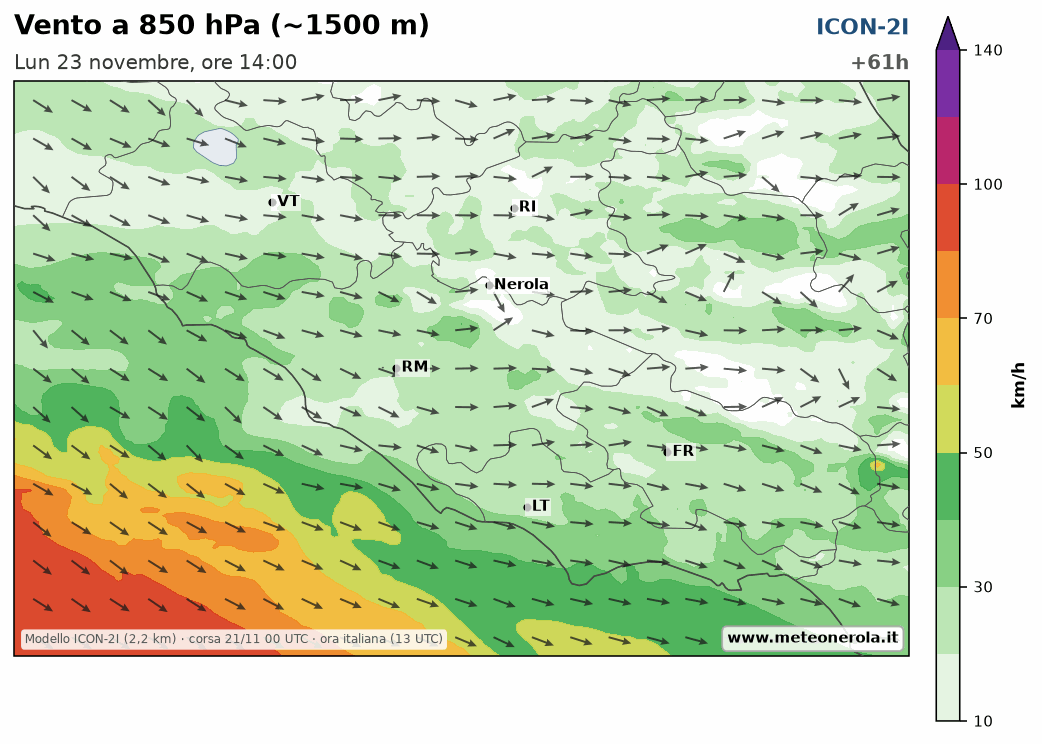 Vento a 850 hPa (~1500 m)
ICON-2I
Lun 23 novembre, ore 14:00
+61h
VT
RI
Nerola
RM
FR
LT
Modello ICON-2I (2,2 km) · corsa 21/11 00 UTC · ora italiana (13 UTC)
www.meteonerola.it
140
100
70
50
30
10
km/h